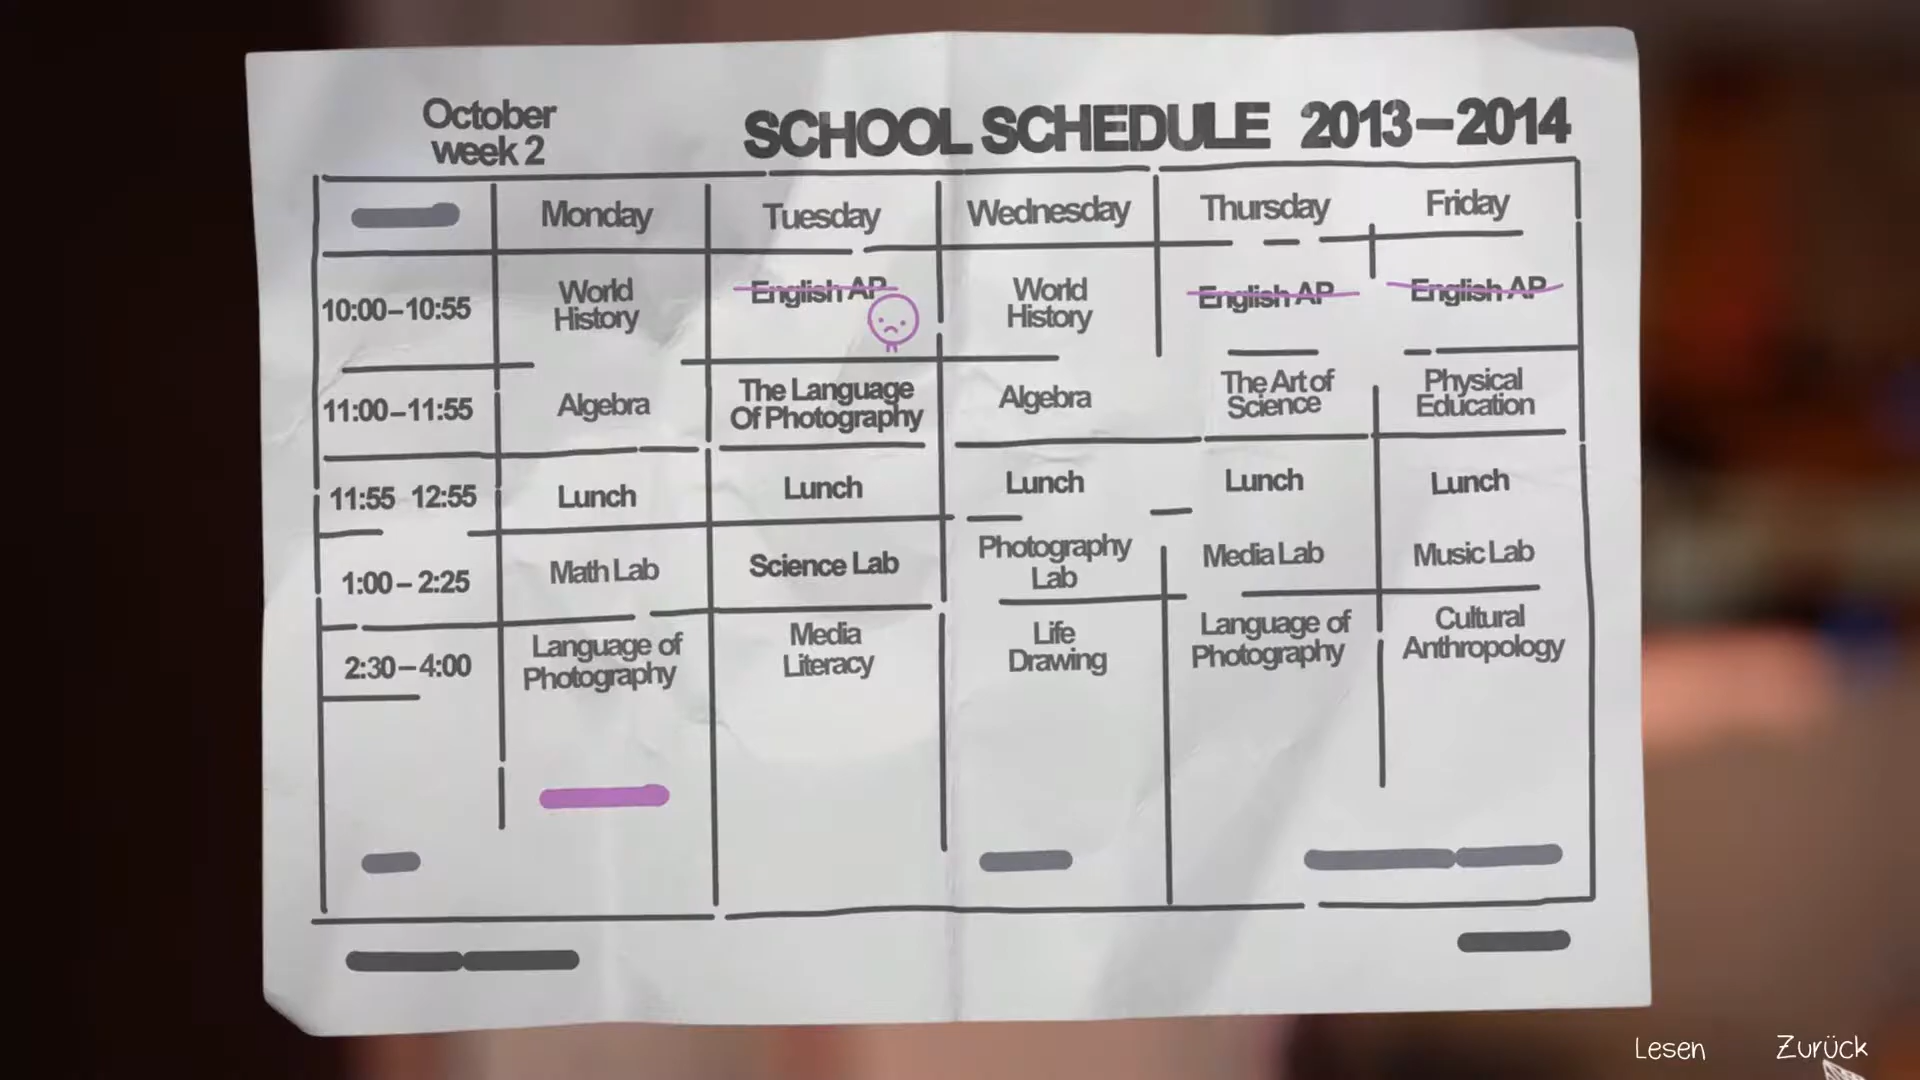 October
week 2
SCHOOL SCHEDULE 2013-2014
Monday Tuesday Wednesday Thursday Friday
10:00-10:55
World
History
English AP
World
History
English AP
English AP
11:00-11:55
Algebra
The Language
Of Photography
Algebra
The Art of
Science
Physical
Education
11:55 12:55
Lunch
Lunch
Lunch
Lunch
Lunch
1:00-2:25
Math Lab
Science Lab
Photography
Lab
Media Lab
Music Lab
2:30-4:00
Language of
Photography
Media
Literacy
Life
Drawing
Language of
Photography
Cultural
Anthropology
Lesen
Zurück